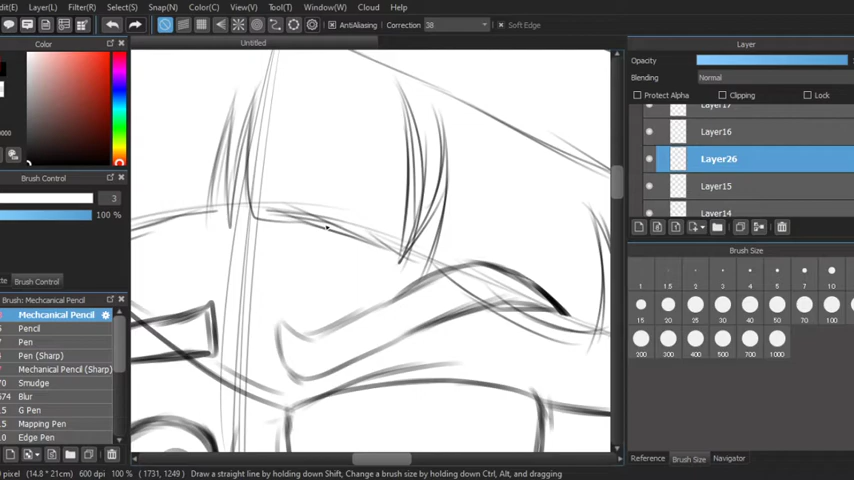 Layer(L) Filter(R) Select(S) Snap(N) Color(C) View(V) Tool(T) Window(W) Cloud Help
AntiAliasing Correction 38 Soft Edge
Color
Untitled
Layer
Opacity
Blending Normal
Protect Alpha Clipping Lock
Layer17
Layer16
Layer26
Layer15
Layer14
Brush Control
3
100 %
Brush Control
Brush: Mechanical Pencil
Mechanical Pencil
Pencil
Pen
Pen (Sharp)
Mechanical Pencil (Sharp)
Smudge
Blur
G Pen
Mapping Pen
Edge Pen
Brush Size
1 1.5 2 3 4 5 7 10
15 20 25 30 40 50 70 100
200 300 400 500 700 1000
Reference Brush Size Navigator
pixel (14.8 * 21cm) 600 dpi 100 % (1731, 1249) Draw a straight line by holding down Shift, Change a brush size by holding down Ctrl, Alt, and dragging